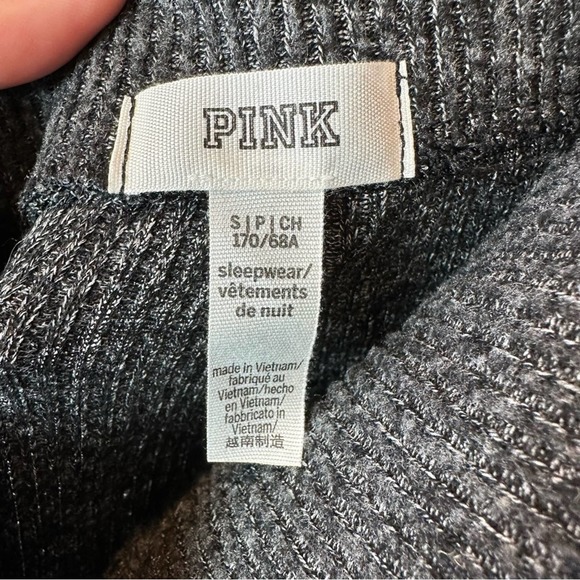 PINK
S|P|CH
170/68A
sleepwear/
vêtements
de nuit
made in Vietnam/
fabriqué au
Vietnam/hecho
en Vietnam/
fabbricato in
Vietnam/
越南制造